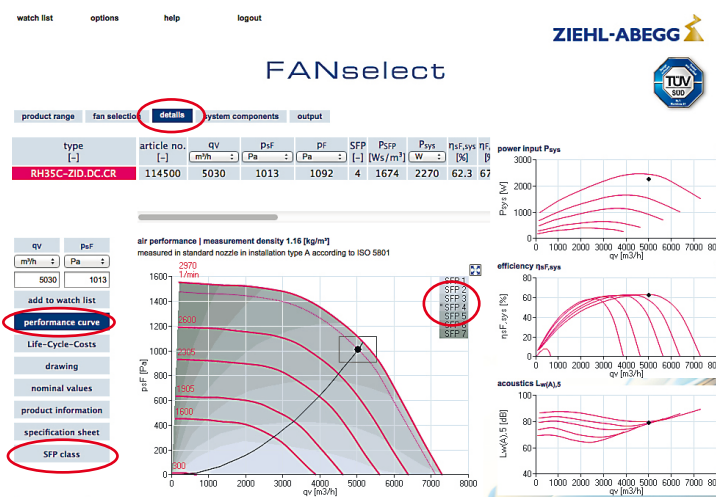 watch list options help logout
ZIEHL-ABEGG
FANselect
TÜV
SÜD
product range fan selection details system components output
type article no. qV psF pF SFP PSFP Psys ηsF,sys ηF,
[-] [-] m³/h Pa Pa [-] [Ws/m³] W [%] [%]
RH35C-ZID.DC.CR 114500 5030 1013 1092 4 1674 2270 62.3 67
qV psF
m³/h Pa
5030 1013
add to watch list
performance curve
Life-Cycle-Costs
drawing
nominal values
product information
specification sheet
SFP class
air performance | measurement density 1.16 [kg/m³]
measured in standard nozzle in installation type A according to ISO 5801
1600
1400
1200
1000
800
600
400
200
0
psF [Pa]
2970
1/min
2600
2305
1905
1600
300
SFP 1
SFP 2
SFP 3
SFP 4
SFP 5
SFP 6
SFP 7
0 1000 2000 3000 4000 5000 6000 7000 8000
qv [m3/h]
power input Psys
3000
2000
1000
0
Psys [W]
0 1000 2000 3000 4000 5000 6000 7000 8000
qv [m3/h]
efficiency ηsF,sys
80
60
40
20
0
ηsF,sys [%]
0 1000 2000 3000 4000 5000 6000 7000 8000
qv [m3/h]
acoustics Lw(A),5
100
80
60
40
Lw(A),5 [dB]
0 1000 2000 3000 4000 5000 6000 7000 8000
qv [m3/h]